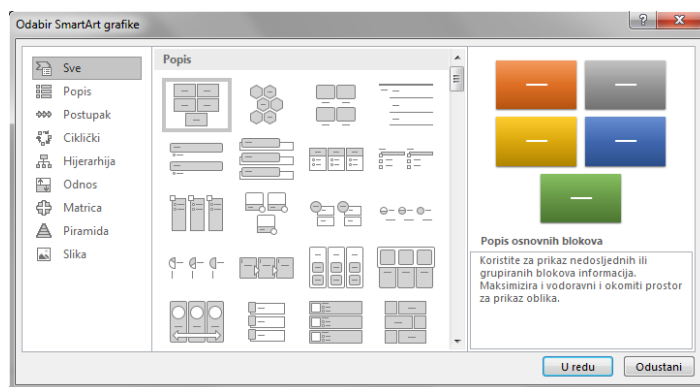 Odabir SmartArt grafike
Sve
Popis
Postupak
Ciklički
Hijerarhija
Odnos
Matrica
Piramida
Slika
Popis
Popis osnovnih blokova
Koristite za prikaz nedosljednih ili
grupiranih blokova informacija.
Maksimizira i vodoravni i okomiti prostor
za prikaz oblika.
U redu
Odustani